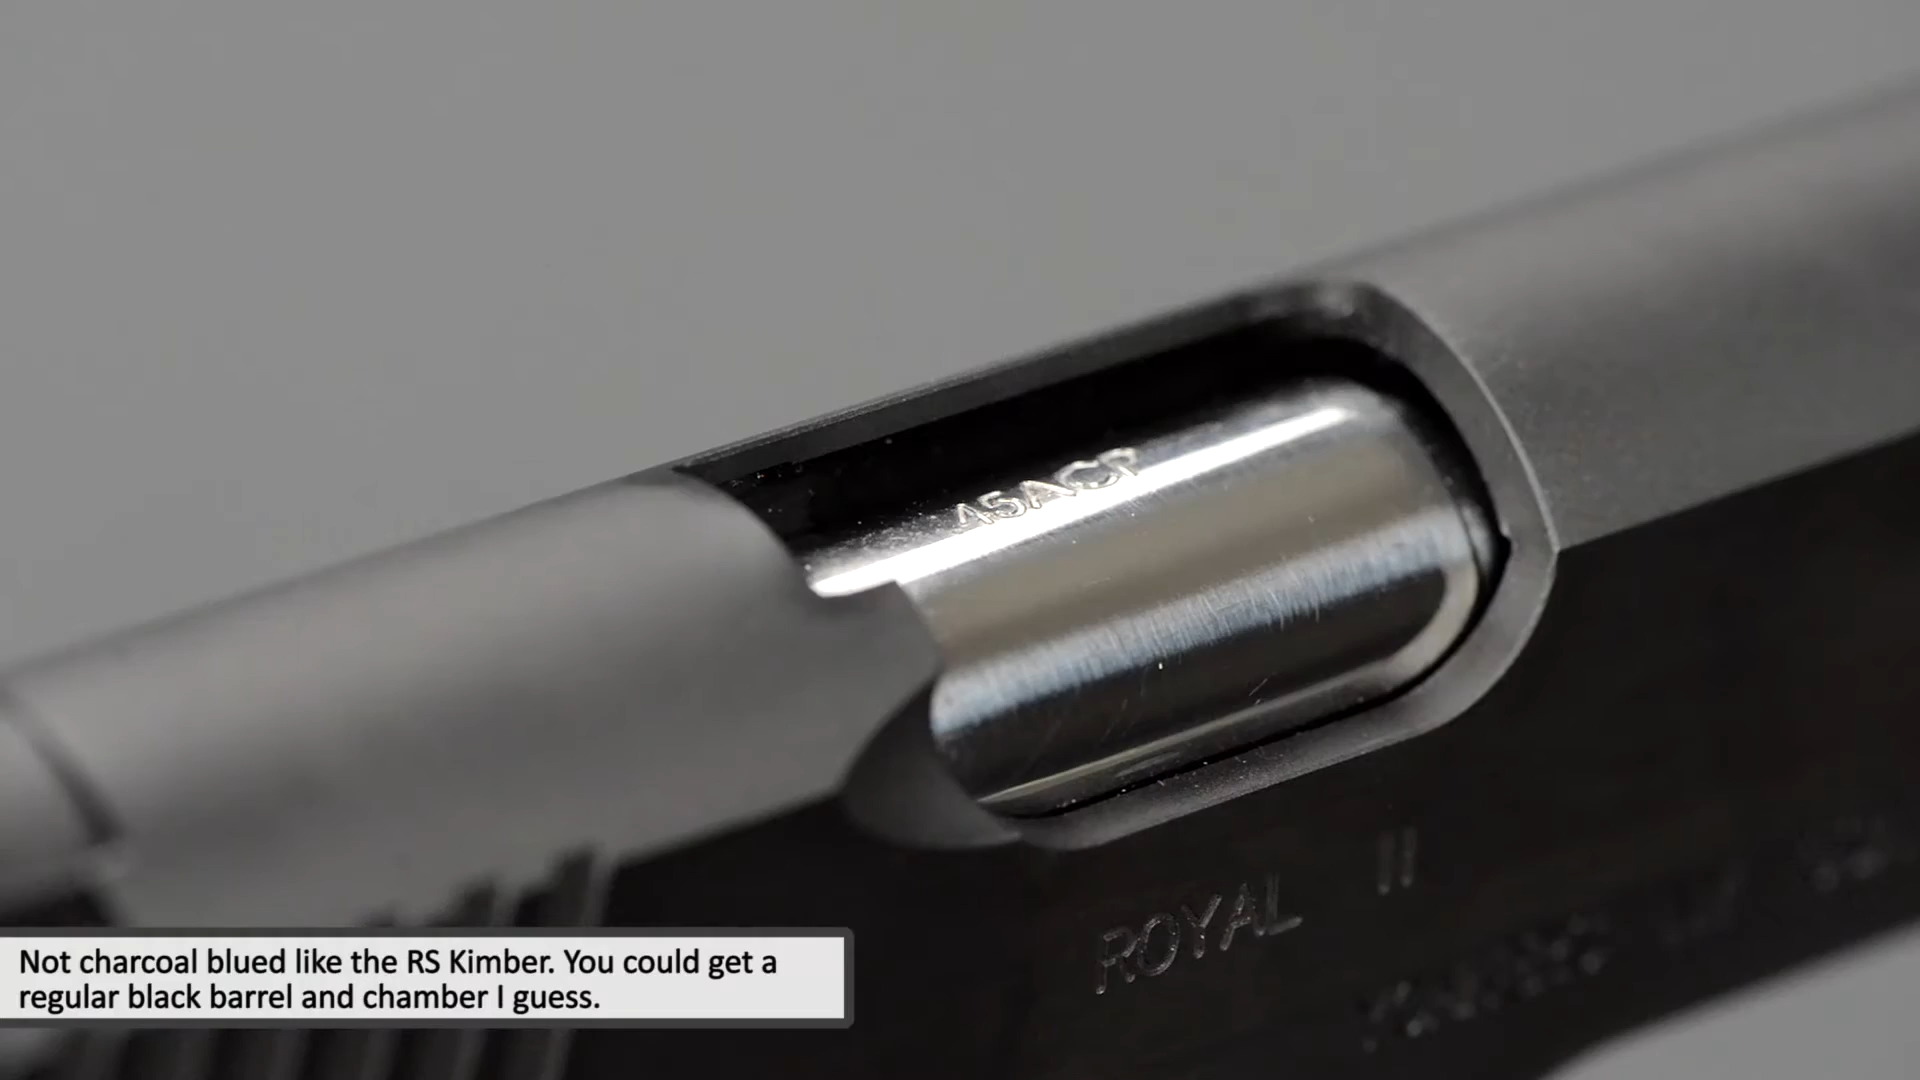 45ACP
ROYAL II
Not charcoal blued like the RS Kimber. You could get a
regular black barrel and chamber I guess.